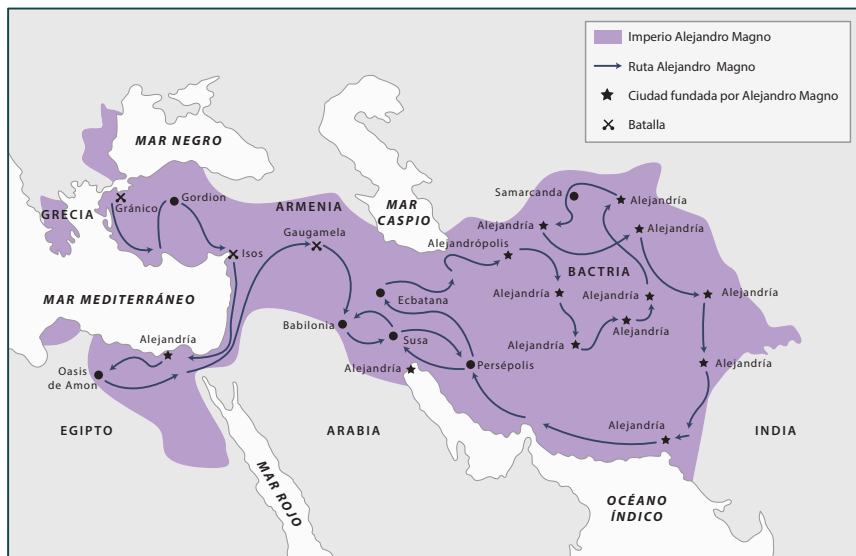 Imperio Alejandro Magno
Ruta Alejandro Magno
Ciudad fundada por Alejandro Magno
Batalla
MAR NEGRO
GRECIA
Gránico
Gordion
ARMENIA
Gaugamela
Isos
MAR
CASPIO
Samarcanda
Alejandría
Alejandría
Alejandría
Alejandrópolis
BACTRIA
MAR MEDITERRÁNEO
Ecbatana
Alejandría
Alejandría
Alejandría
Babilonia
Alejandría
Alejandría
Susa
Alejandría
Oasis
de Amon
Alejandría
Persépolis
Alejandría
EGIPTO
ARABIA
Alejandría
INDIA
MAR ROJO
OCÉANO
ÍNDICO